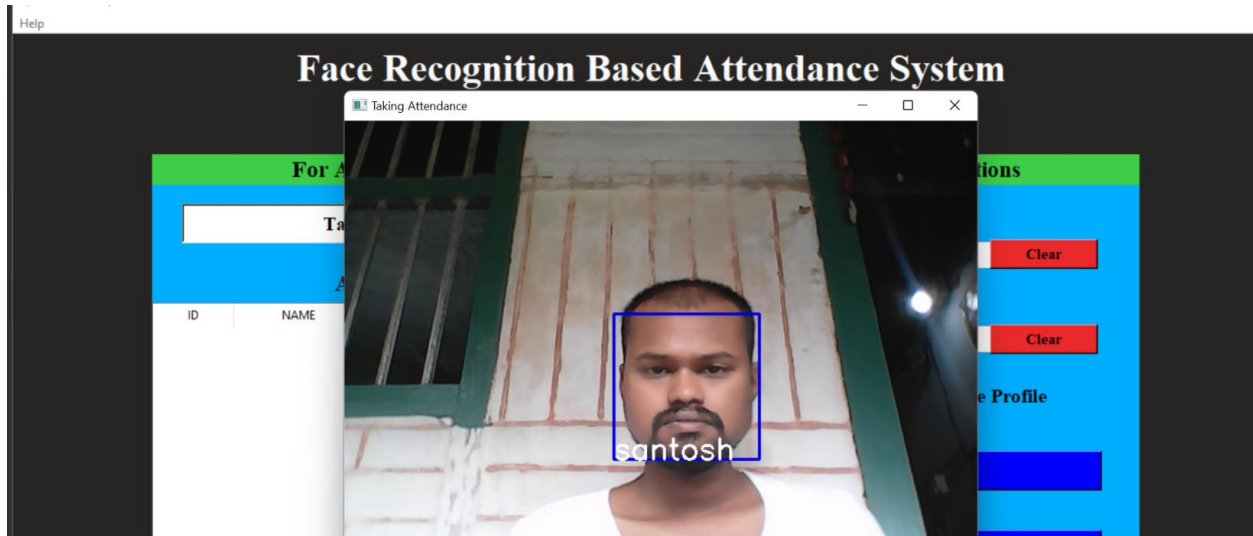 Help
Face Recognition Based Attendance System
Taking Attendance
For A
tions
Ta
Clear
A
ID NAME
Clear
e Profile
santosh